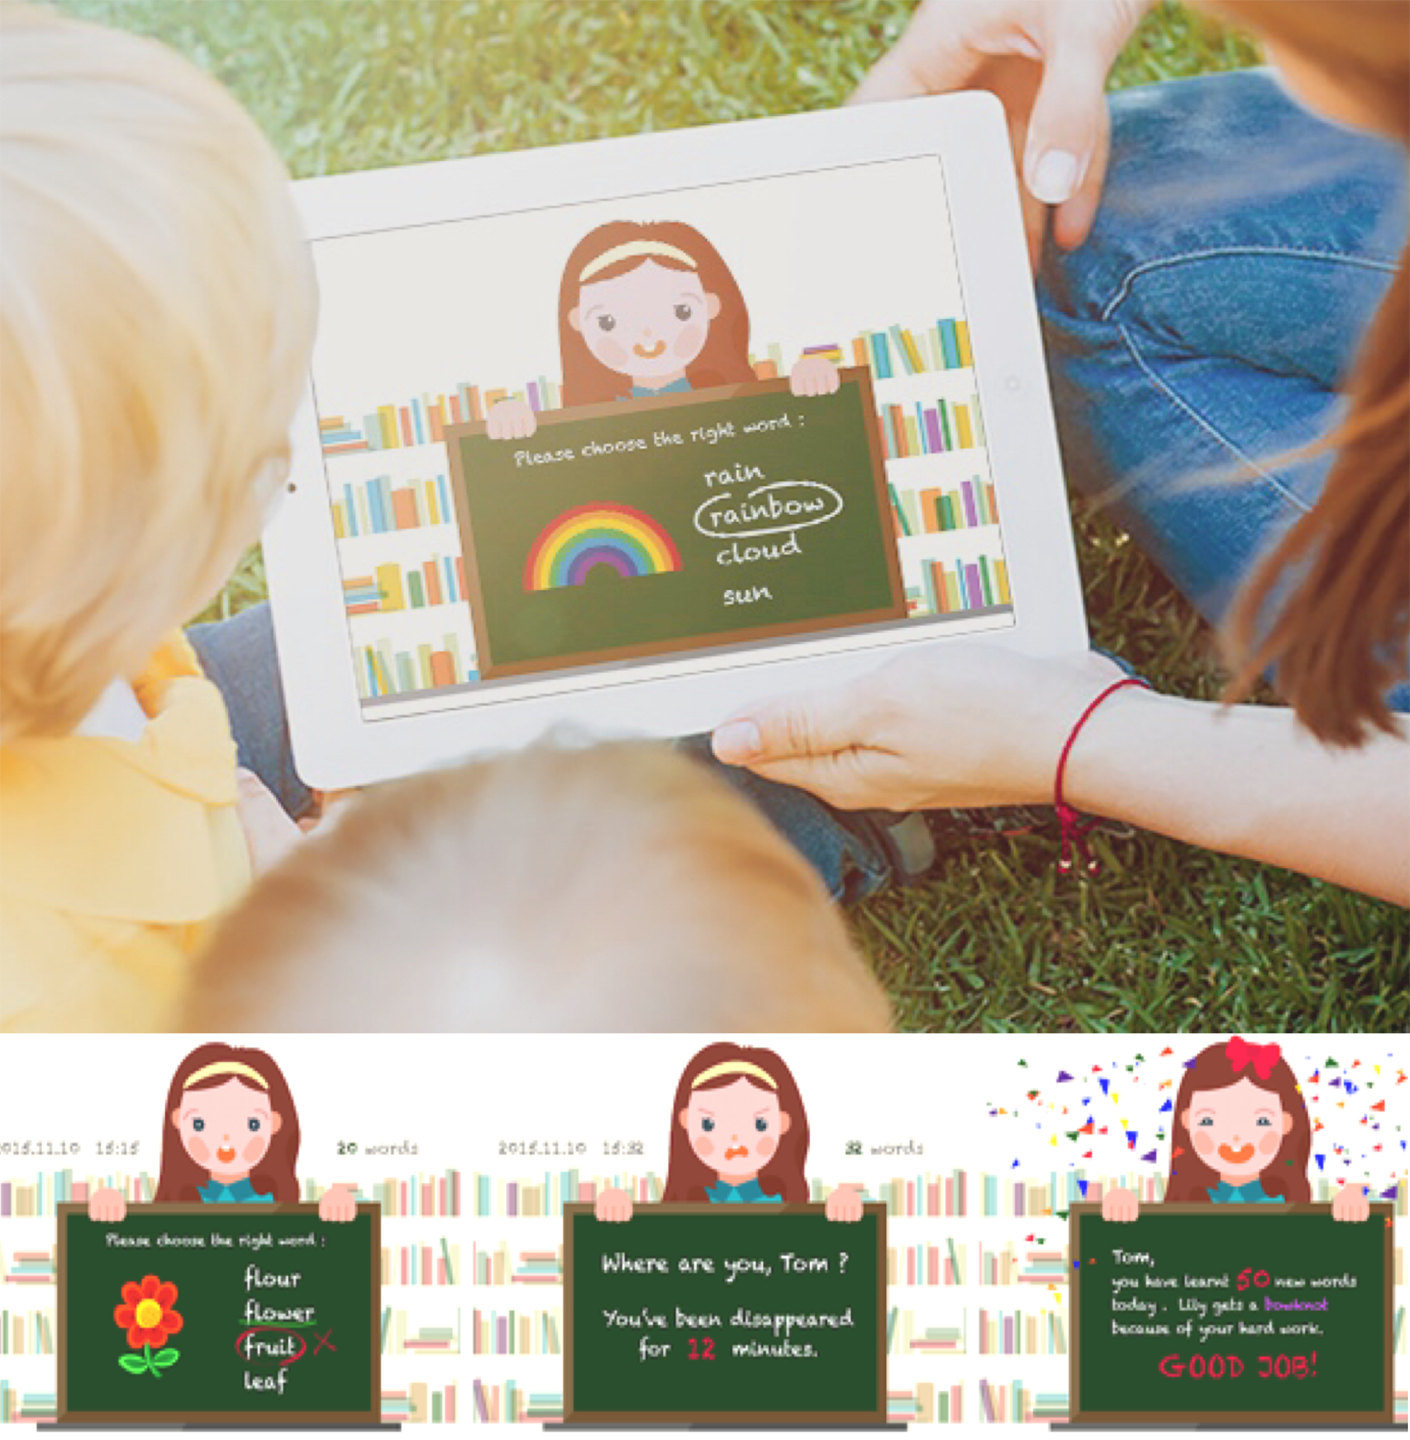 Please choose the right word :
rain
rainbow
cloud
sun
2015.11.10 15:15
20 words
Please choose the right word :
flour
flower
fruit X
leaf
2015.11.10 15:32
32 words
Where are you, Tom ?
You've been disappeared
for 12 minutes.
Tom,
you have learnt 50 new words
today . Lily gets a bowknot
because of your hard work.
GOOD JOB!